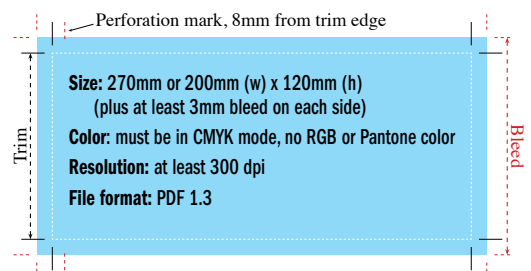 Perforation mark, 8mm from trim edge
Size: 270mm or 200mm (w) x 120mm (h)
(plus at least 3mm bleed on each side)
Color: must be in CMYK mode, no RGB or Pantone color
Resolution: at least 300 dpi
File format: PDF 1.3
Trim
Bleed